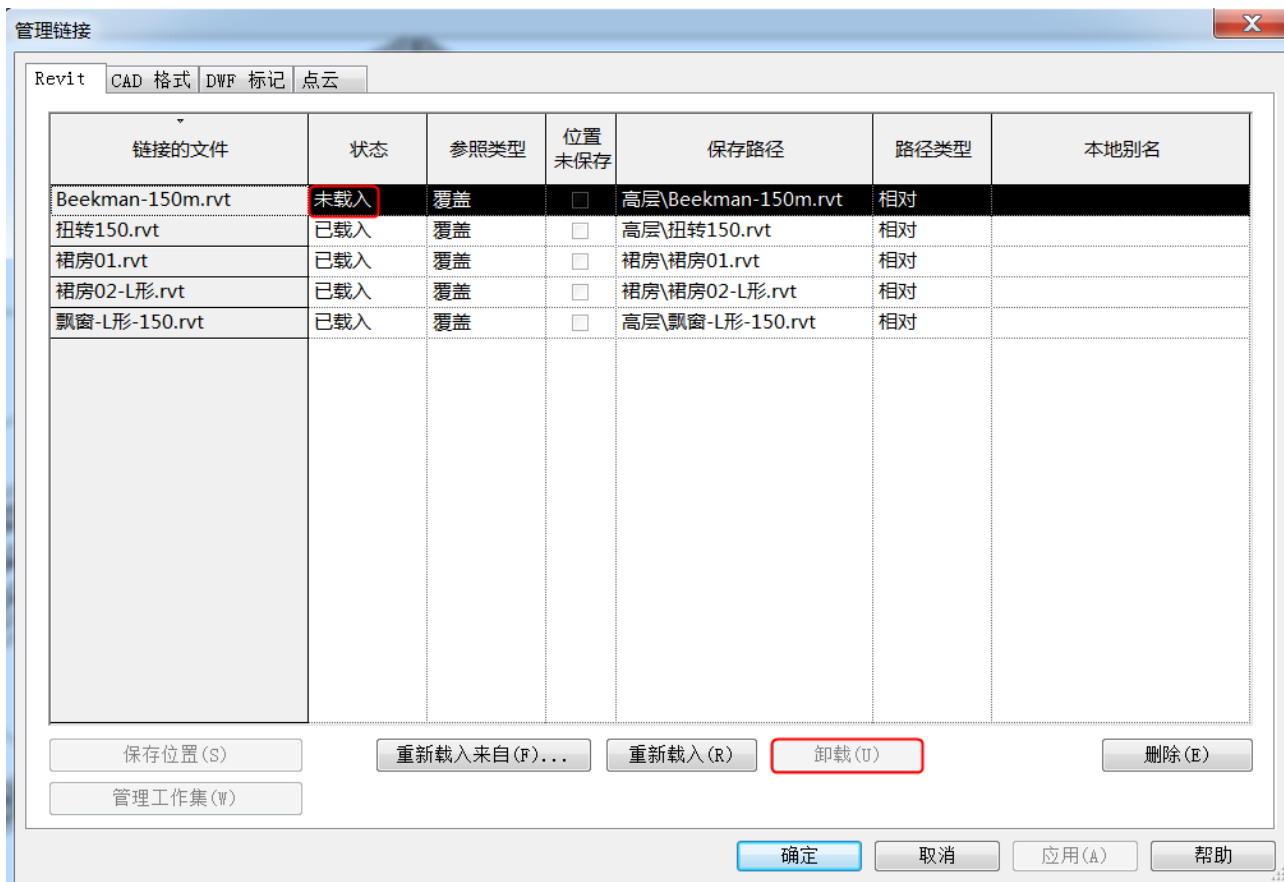 管理链接
Revit CAD 格式 DWF 标记 点云
链接的文件 状态 参照类型 位置未保存 保存路径 路径类型 本地别名
Beekman-150m.rvt 未载入 覆盖 高层\Beekman-150m.rvt 相对
扭转150.rvt 已载入 覆盖 高层\扭转150.rvt 相对
裙房01.rvt 已载入 覆盖 裙房\裙房01.rvt 相对
裙房02-L形.rvt 已载入 覆盖 裙房\裙房02-L形.rvt 相对
飘窗-L形-150.rvt 已载入 覆盖 高层\飘窗-L形-150.rvt 相对
保存位置(S) 重新载入来自(F)... 重新载入(R) 卸载(U) 删除(E)
管理工作集(W)
确定 取消 应用(A) 帮助